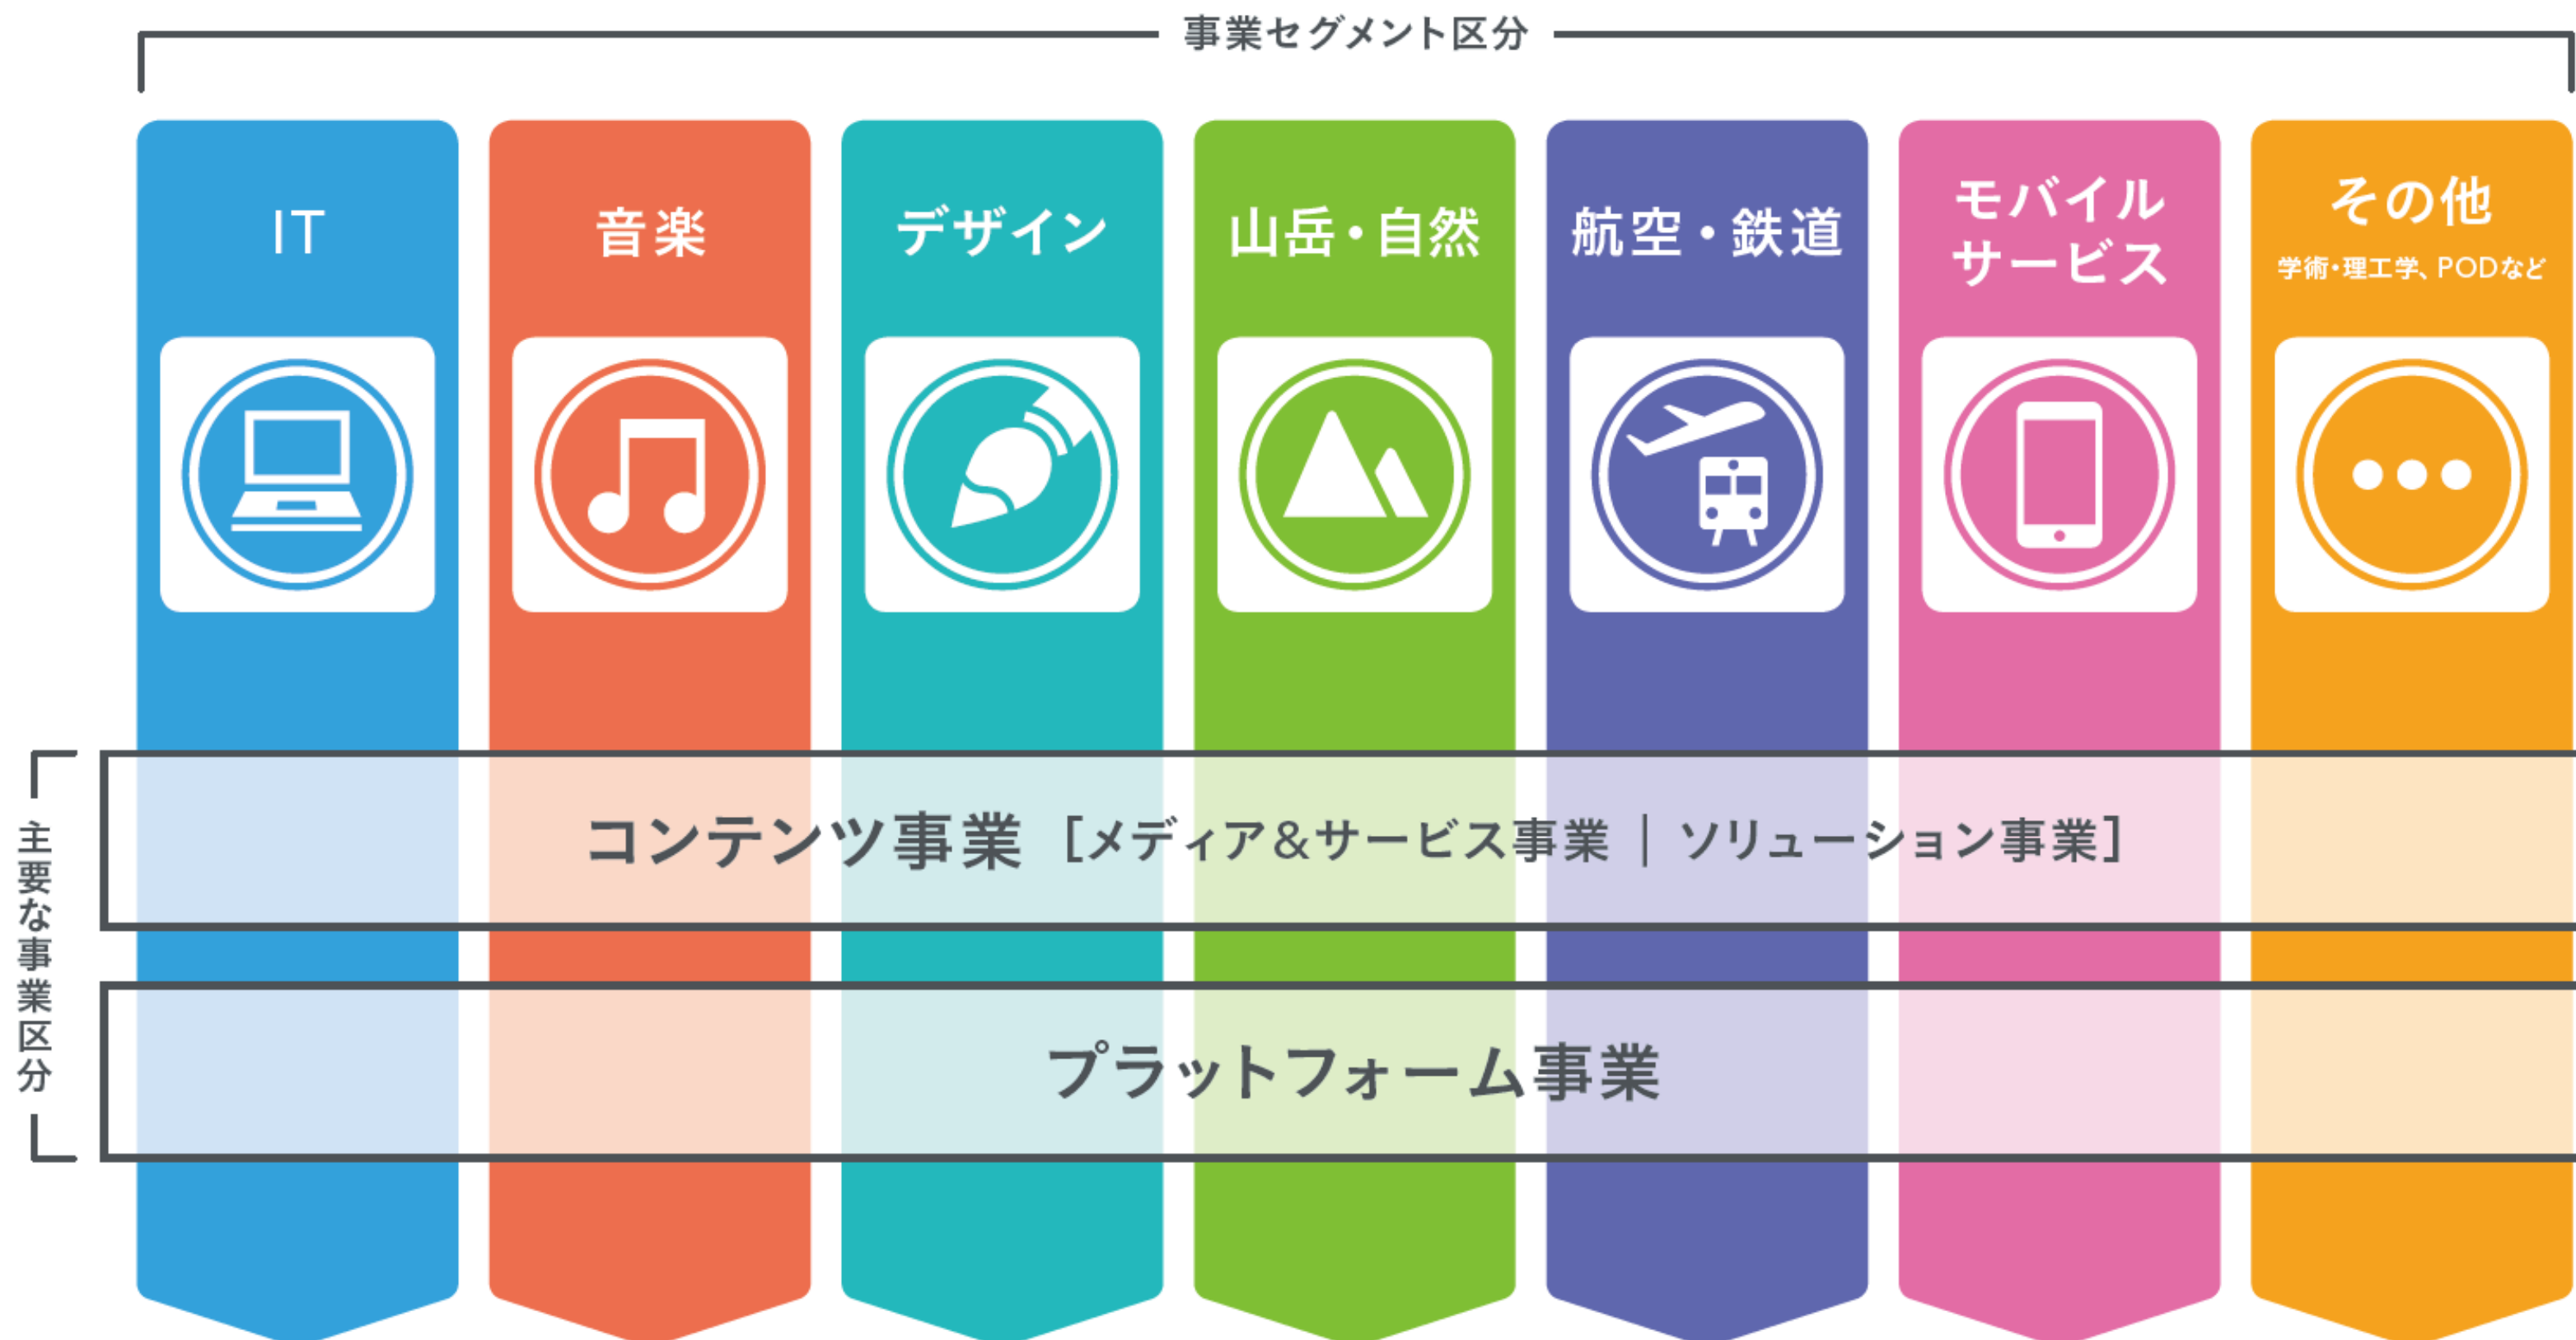 事業セグメント区分
IT
音楽
デザイン
山岳・自然
航空・鉄道
モバイル
サービス
その他
学術・理工学、PODなど
主要な事業区分
コンテンツ事業 [メディア&サービス事業 | ソリューション事業]
プラットフォーム事業